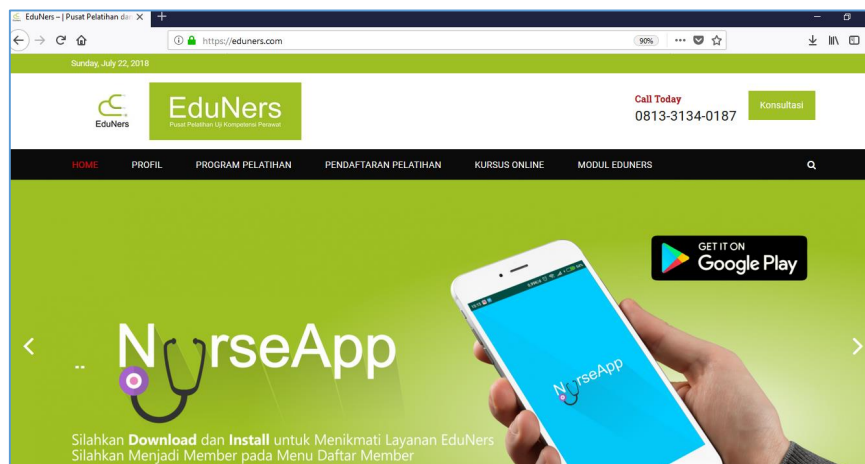 EduNers – | Pusat Pelatihan dan
https://eduners.com
90%
Sunday, July 22, 2018
EduNers
EduNers
Pusat Pelatihan Uji Kompetensi Perawat
Call Today
0813-3134-0187
Konsultasi
HOME PROFIL PROGRAM PELATIHAN PENDAFTARAN PELATIHAN KURSUS ONLINE MODUL EDUNERS
GET IT ON
Google Play
NurseApp
NurseApp
Silahkan Download dan Install untuk Menikmati Layanan EduNers
Silahkan Menjadi Member pada Menu Daftar Member